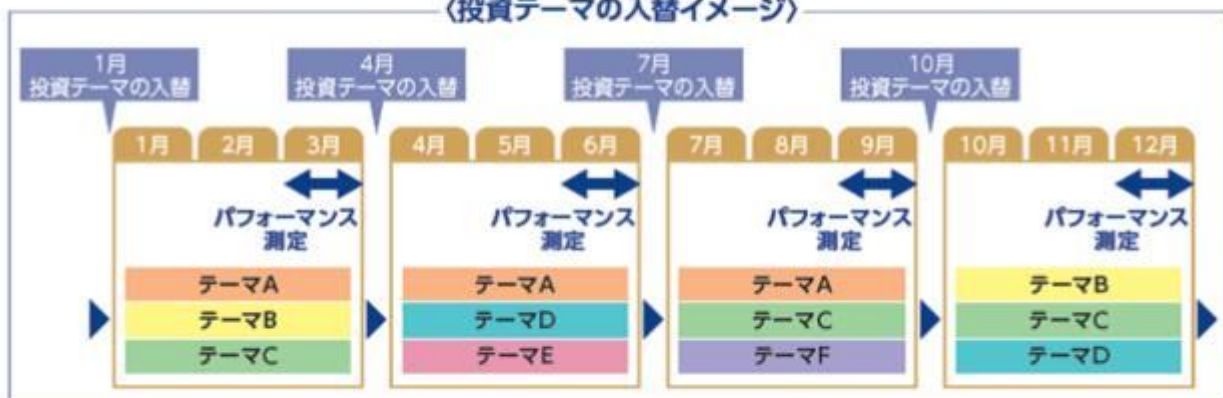 〈投資テーマの入替イメージ〉
1月
投資テーマの入替
4月
投資テーマの入替
7月
投資テーマの入替
10月
投資テーマの入替
1月 2月 3月
4月 5月 6月
7月 8月 9月
10月 11月 12月
パフォーマンス
測定
パフォーマンス
測定
パフォーマンス
測定
パフォーマンス
測定
テーマA
テーマB
テーマC
テーマA
テーマD
テーマE
テーマA
テーマC
テーマF
テーマB
テーマC
テーマD